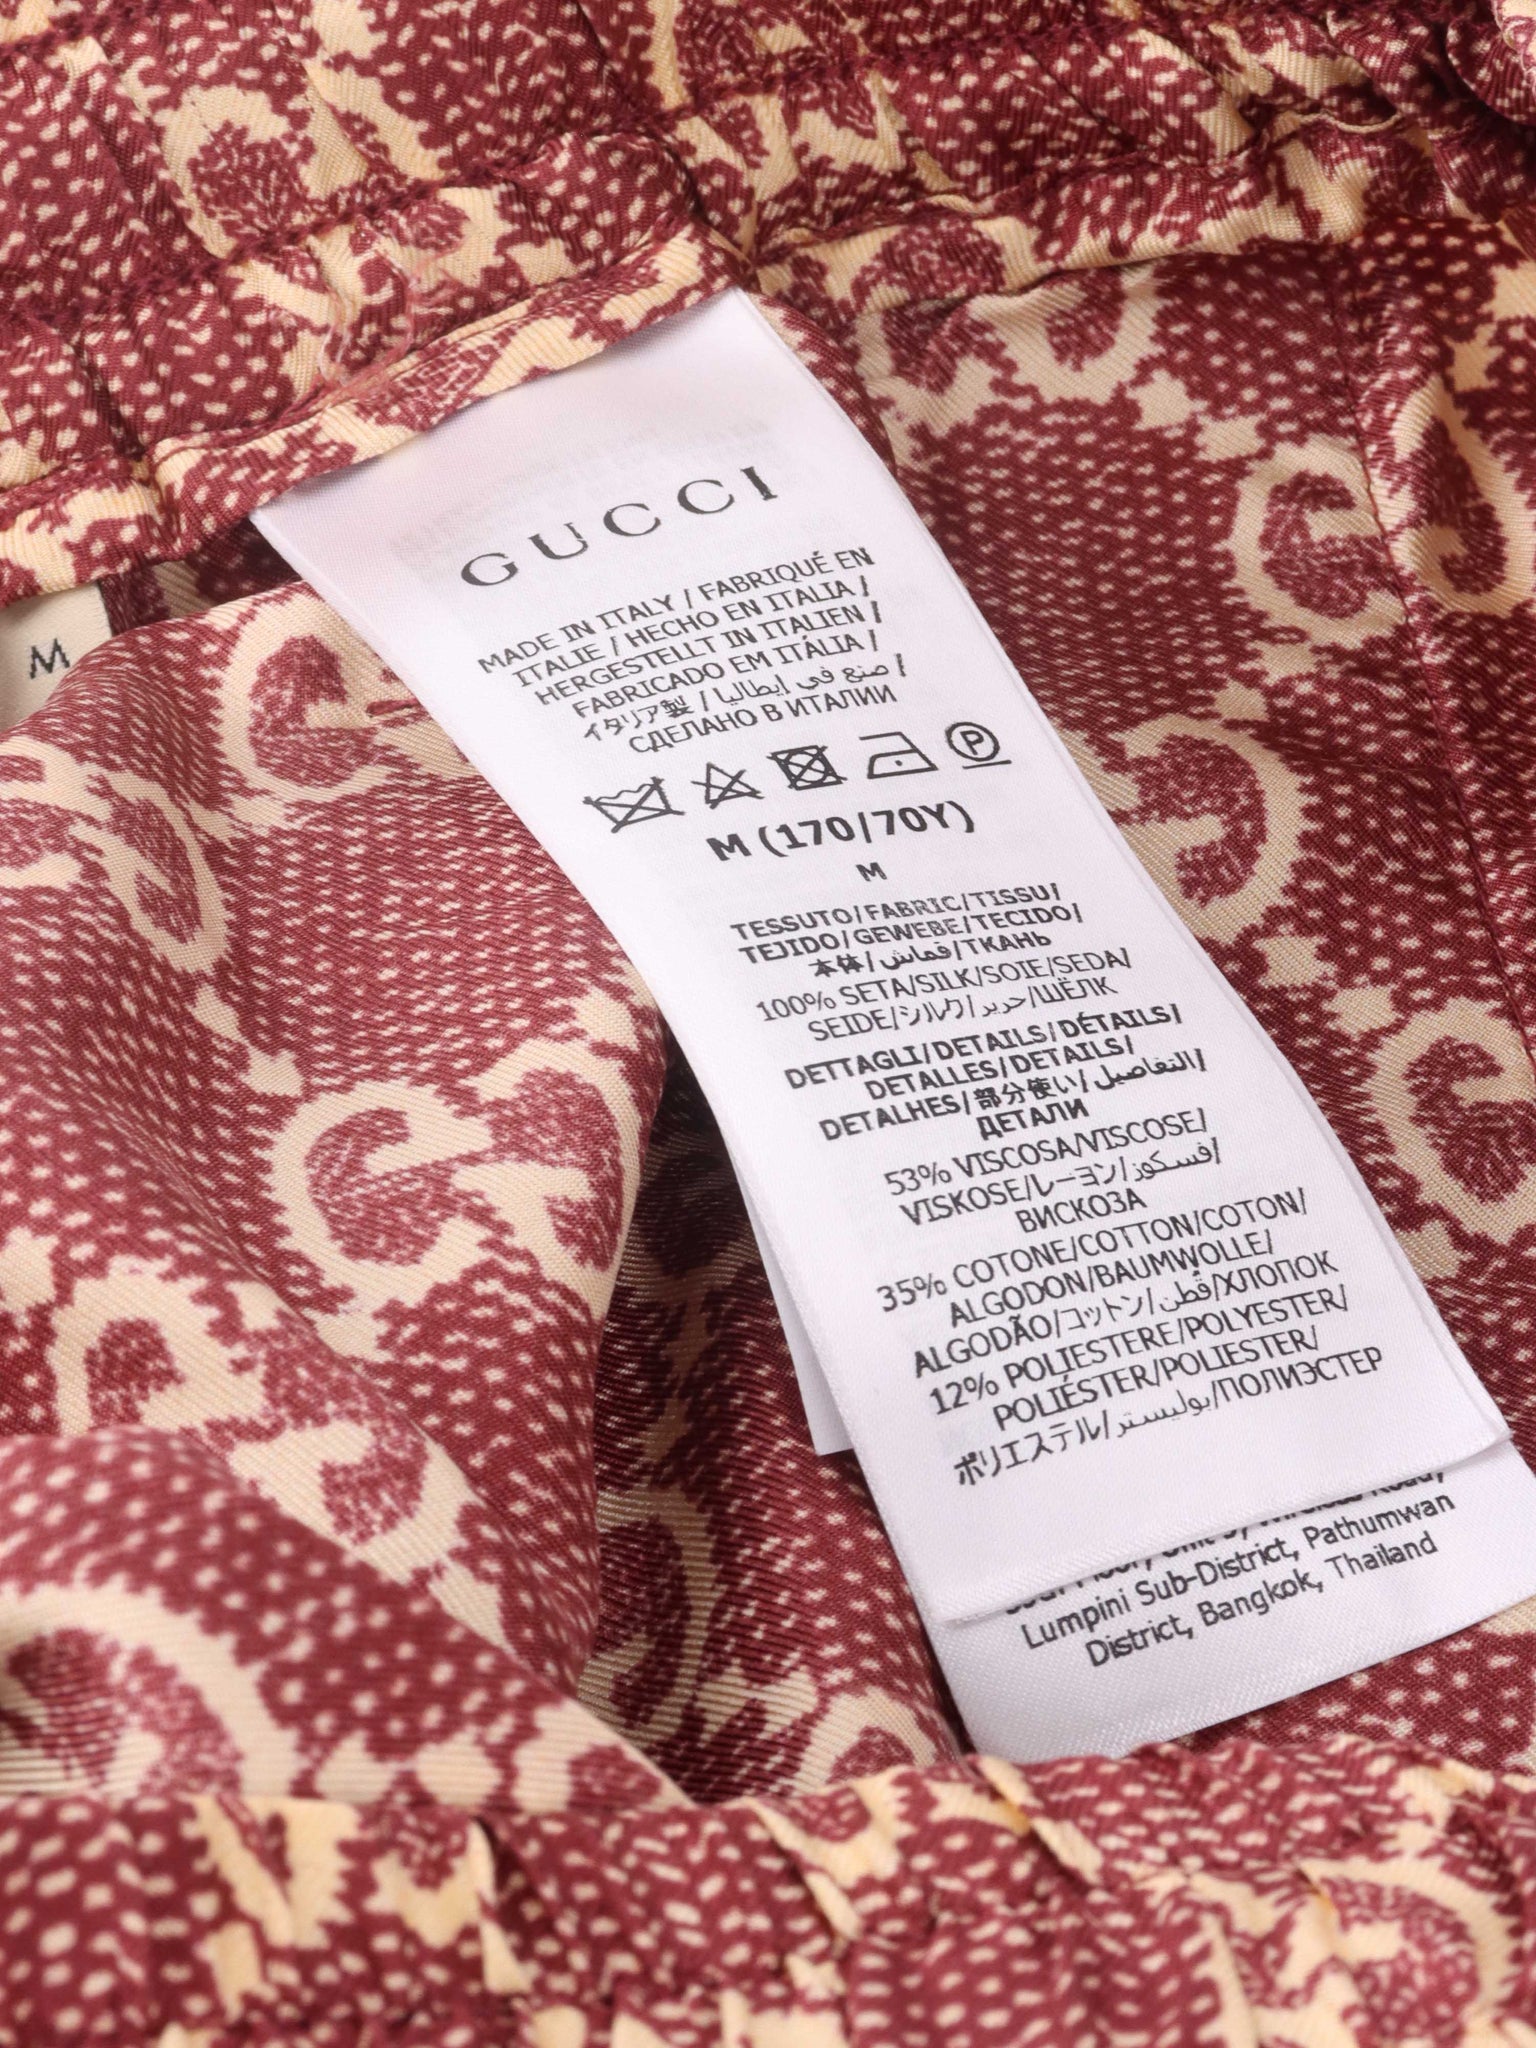 GUCCI
MADE IN ITALY / FABRIQUÉ EN
ITALIE / HECHO EN ITALIA /
HERGESTELLT IN ITALIEN /
FABRICADO EM ITÁLIA /
イタリア製 / صنع في إيطاليا /
СДЕЛАНО В ИТАЛИИ
P
M (170/70Y)
M
TESSUTO/FABRIC/TISSU/
TEJIDO/GEWEBE/TECIDO/
本体/قماش/ТКАНЬ
100% SETA/SILK/SOIE/SEDA/
SEIDE/シルク/حرير/ШЁЛК
DETTAGLI/DETAILS/DÉTAILS/
DETALLES/DETAILS/
DETALHES/部分使い/التفاصيل/
ДЕТАЛИ
53% VISCOSA/VISCOSE/
VISKOSE/レーヨン/فسكوز/
ВИСКОЗА
35% COTONE/COTTON/COTON/
ALGODON/BAUMWOLLE/
ALGODÃO/コットン/قطن/ХЛОПОК
12% POLIESTERE/POLYESTER/
POLIÉSTER/POLIESTER/
ポリエステル/بوليستر/ПОЛИЭСТЕР
Lumpini Sub-District, Pathumwan
District, Bangkok, Thailand
M